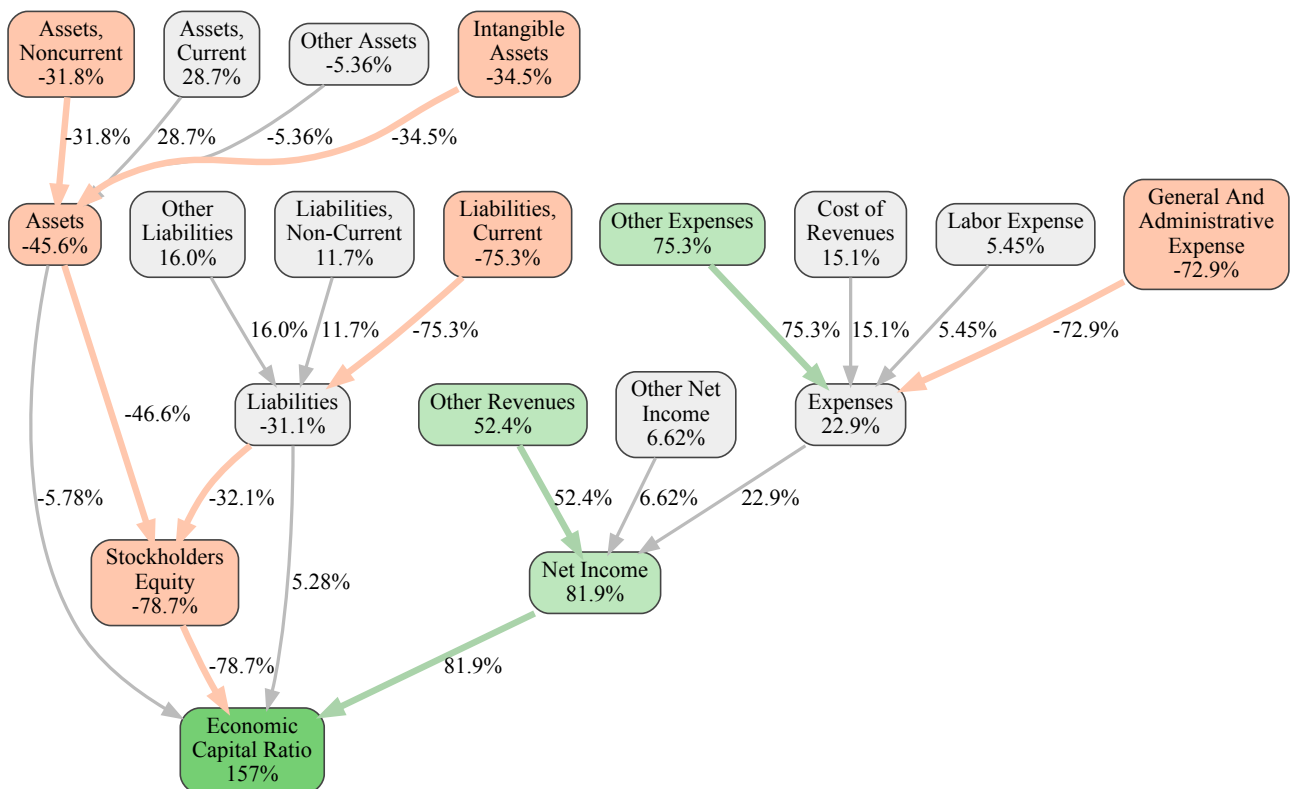 Assets,
Noncurrent
-31.8%
Assets,
Current
28.7%
Other Assets
-5.36%
Intangible
Assets
-34.5%
-31.8%
28.7%
-5.36%
-34.5%
Assets
-45.6%
Other
Liabilities
16.0%
Liabilities,
Non-Current
11.7%
Liabilities,
Current
-75.3%
Other Expenses
75.3%
Cost of
Revenues
15.1%
Labor Expense
5.45%
General And
Administrative
Expense
-72.9%
16.0%
11.7%
-75.3%
75.3%
15.1%
5.45%
-72.9%
-46.6%
Liabilities
-31.1%
Other Revenues
52.4%
Other Net
Income
6.62%
Expenses
22.9%
-5.78%
-32.1%
52.4%
6.62%
22.9%
Stockholders
Equity
-78.7%
5.28%
Net Income
81.9%
-78.7%
81.9%
Economic
Capital Ratio
157%